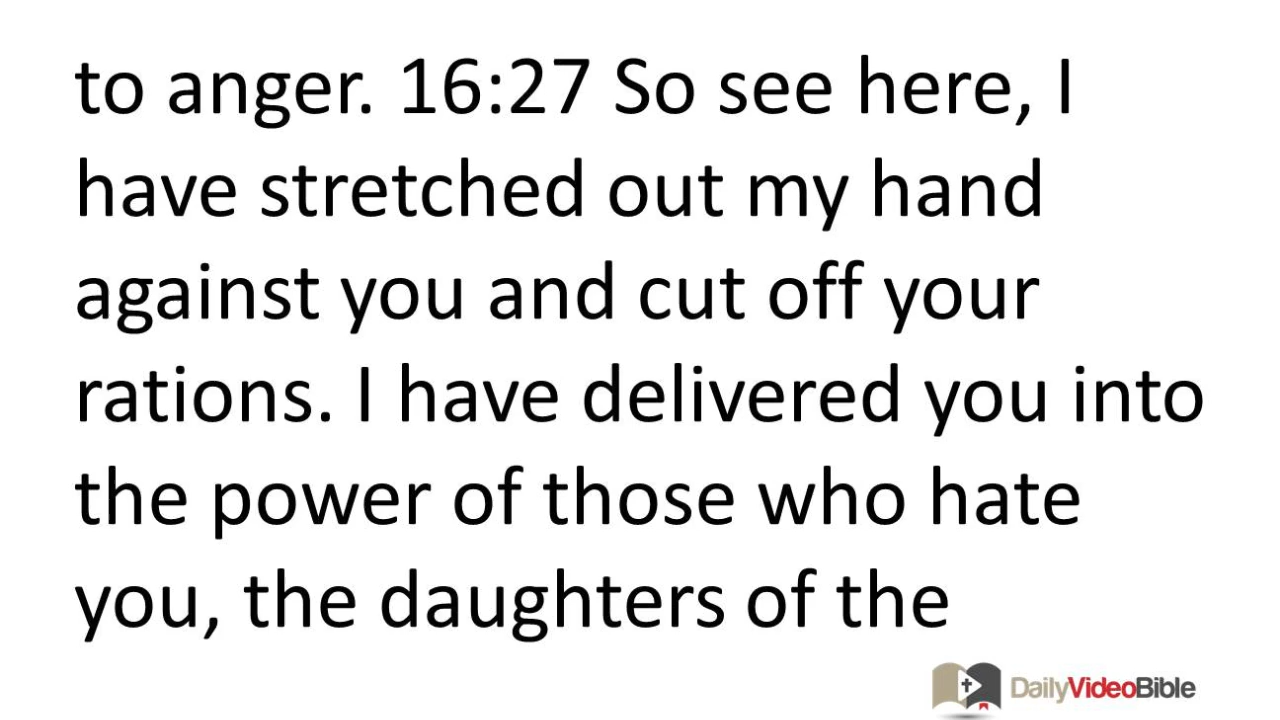 to anger. 16:27 So see here, I
have stretched out my hand
against you and cut off your
rations. I have delivered you into
the power of those who hate
you, the daughters of the
DailyVideoBible